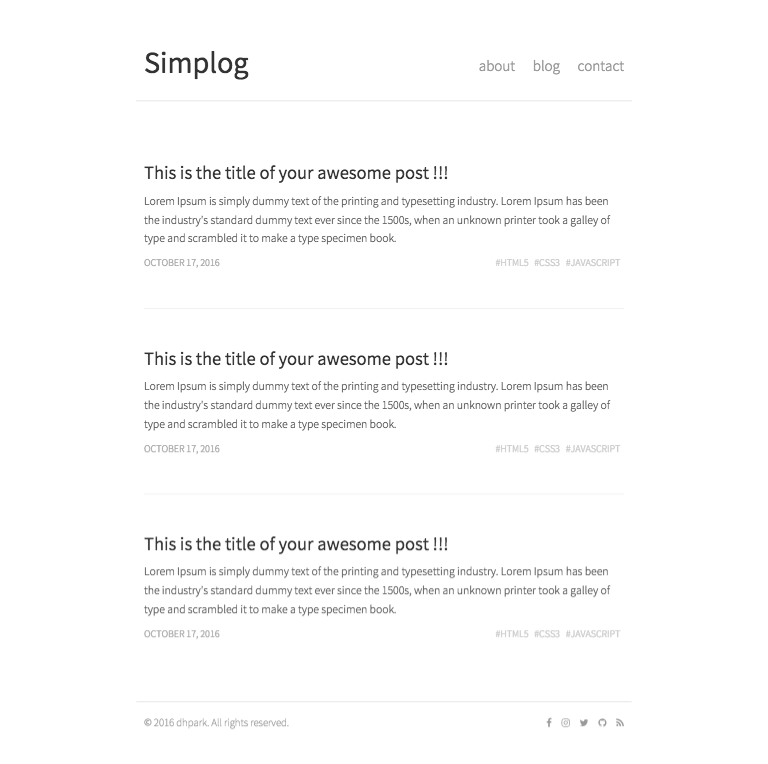 Simplog
about blog contact
This is the title of your awesome post !!!
Lorem Ipsum is simply dummy text of the printing and typesetting industry. Lorem Ipsum has been
the industry's standard dummy text ever since the 1500s, when an unknown printer took a galley of
type and scrambled it to make a type specimen book.
OCTOBER 17, 2016 #HTML5 #CSS3 #JAVASCRIPT
This is the title of your awesome post !!!
Lorem Ipsum is simply dummy text of the printing and typesetting industry. Lorem Ipsum has been
the industry's standard dummy text ever since the 1500s, when an unknown printer took a galley of
type and scrambled it to make a type specimen book.
OCTOBER 17, 2016 #HTML5 #CSS3 #JAVASCRIPT
This is the title of your awesome post !!!
Lorem Ipsum is simply dummy text of the printing and typesetting industry. Lorem Ipsum has been
the industry's standard dummy text ever since the 1500s, when an unknown printer took a galley of
type and scrambled it to make a type specimen book.
OCTOBER 17, 2016 #HTML5 #CSS3 #JAVASCRIPT
© 2016 dhpark. All rights reserved.